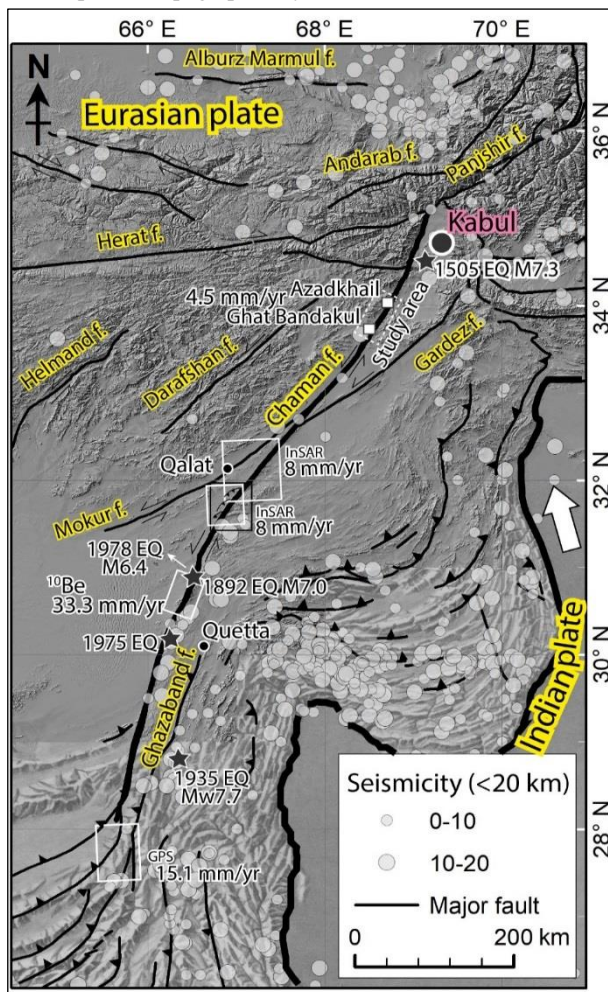 66° E
68° E
70° E
N
Alburz Marmul f.
Eurasian plate
36° N
Andarab f.
Panjshir f.
Herat f.
Kabul
1505 EQ M7.3
4.5 mm/yr
Azadkhail
Ghat Bandakul
Study area
34° N
Helmand f.
Darafshan f.
Chaman f.
Gardez f.
Qalat
InSAR
8 mm/yr
32° N
Mokur f.
InSAR
8 mm/yr
1978 EQ
M6.4
1892 EQ M7.0
¹⁰Be
33.3 mm/yr
1975 EQ
Quetta
30° N
Ghazaband f.
Indian plate
1935 EQ
Mw7.7
28° N
GPS
15.1 mm/yr
Seismicity (<20 km)
0-10
10-20
Major fault
0
200 km